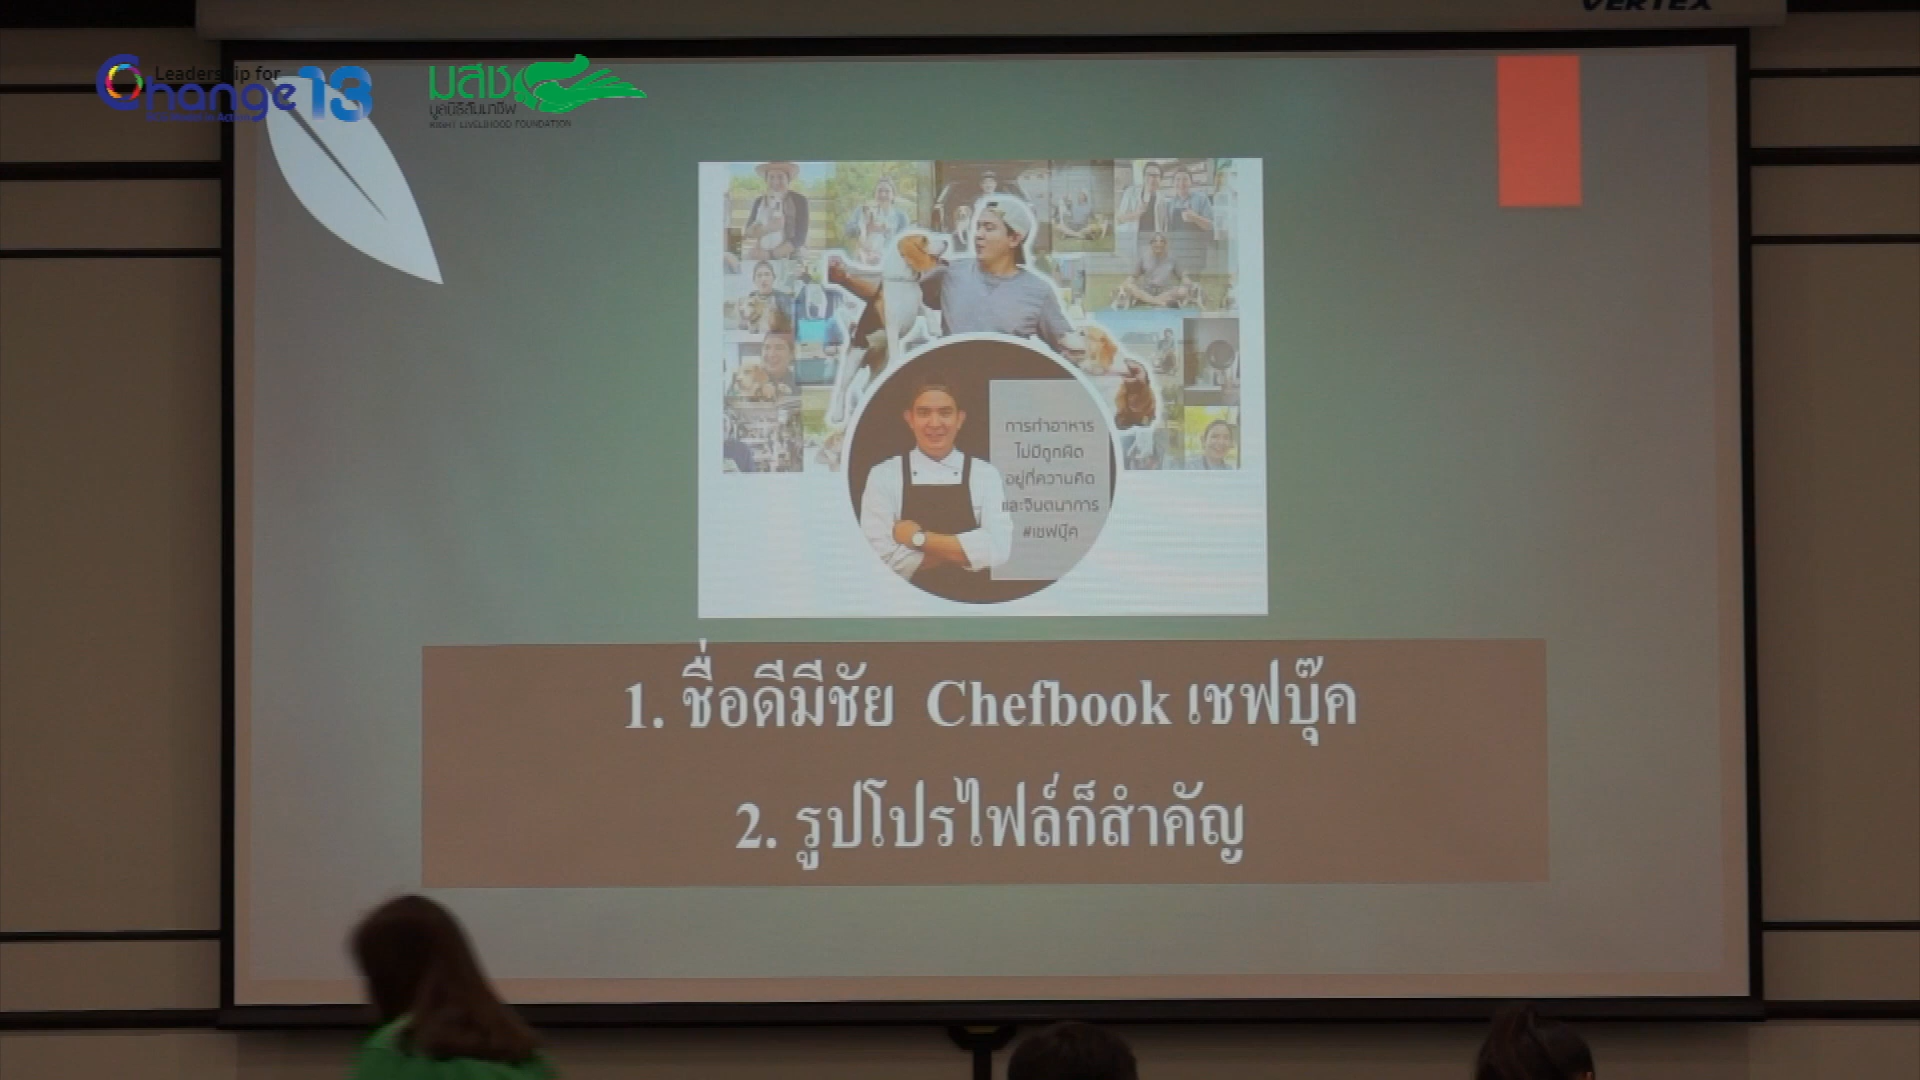 VERTEX
Leadership for
Change 13
มสช
มูลนิธิสัมมาชีพ
RIGHT LIVELIHOOD FOUNDATION
การทำอาหาร
ไม่มีถูกผิด
อยู่ที่ความคิด
และจินตนาการ
#เชฟบุ๊ค
1. ชื่อดีมีชัย Chefbook เชฟบุ๊ค
2. รูปโปรไฟล์ก็สำคัญ